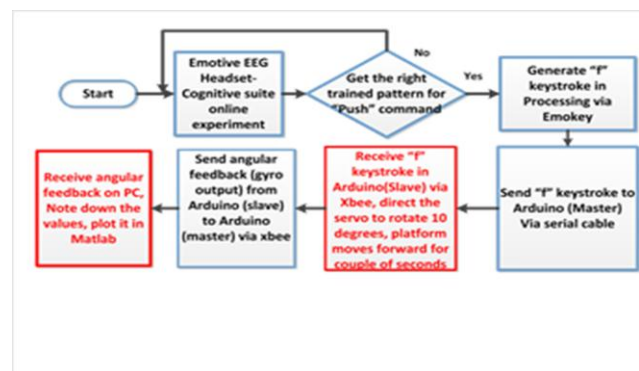 Start
Emotive EEG
Headset-
Cognitive suite
online
experiment
No
Get the right
trained pattern for
"Push" command
Yes
Generate "f"
keystroke in
Processing via
Emokey
Send "f" keystroke to
Arduino (Master)
Via serial cable
Receive "f"
keystroke in
Arduino(Slave) via
Xbee, direct the
servo to rotate 10
degrees, platform
moves forward for
couple of seconds
Send angular
feedback (gyro
output) from
Arduino (slave)
to Arduino
(master) via xbee
Receive angular
feedback on PC,
Note down the
values, plot it in
Matlab